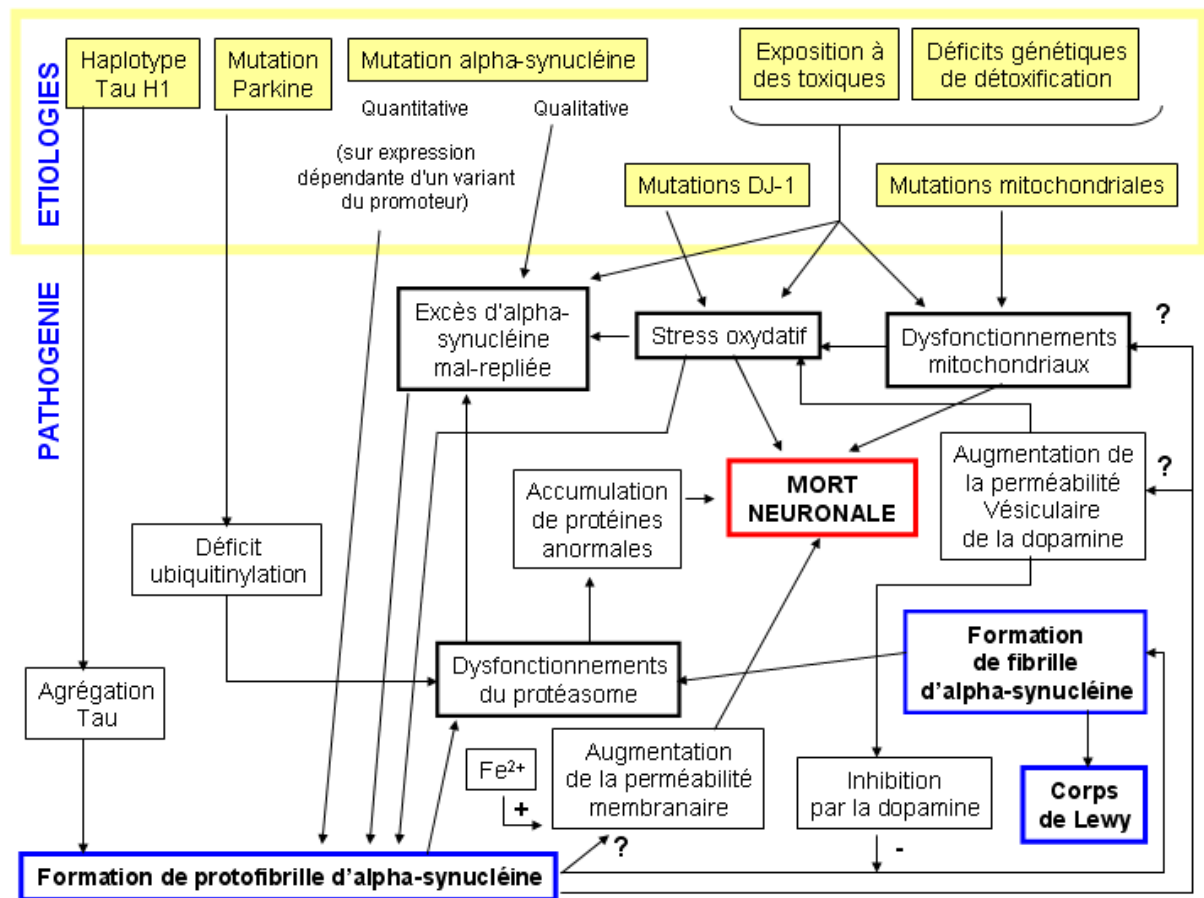 ETIOLOGIES
Haplotype
Tau H1
Mutation
Parkine
Mutation alpha-synucléine
Exposition à
des toxiques
Déficits génétiques
de détoxification
Quantitative
Qualitative
(sur expression
dépendante d'un variant
du promoteur)
Mutations DJ-1
Mutations mitochondriales
PATHOGENIE
Excès d'alpha-
synucléine
mal-repliée
Stress oxydatif
Dysfonctionnements
mitochondriaux
?
Accumulation
de protéines
anormales
MORT
NEURONALE
Augmentation de
la perméabilité
Vésiculaire
de la dopamine
?
Déficit
ubiquitinylation
Formation
de fibrille
d'alpha-synucléine
Dysfonctionnements
du protéasome
Agrégation
Tau
Fe²⁺
+
Augmentation
de la perméabilité
membranaire
?
Inhibition
par la dopamine
-
Corps
de Lewy
Formation de protofibrille d'alpha-synucléine